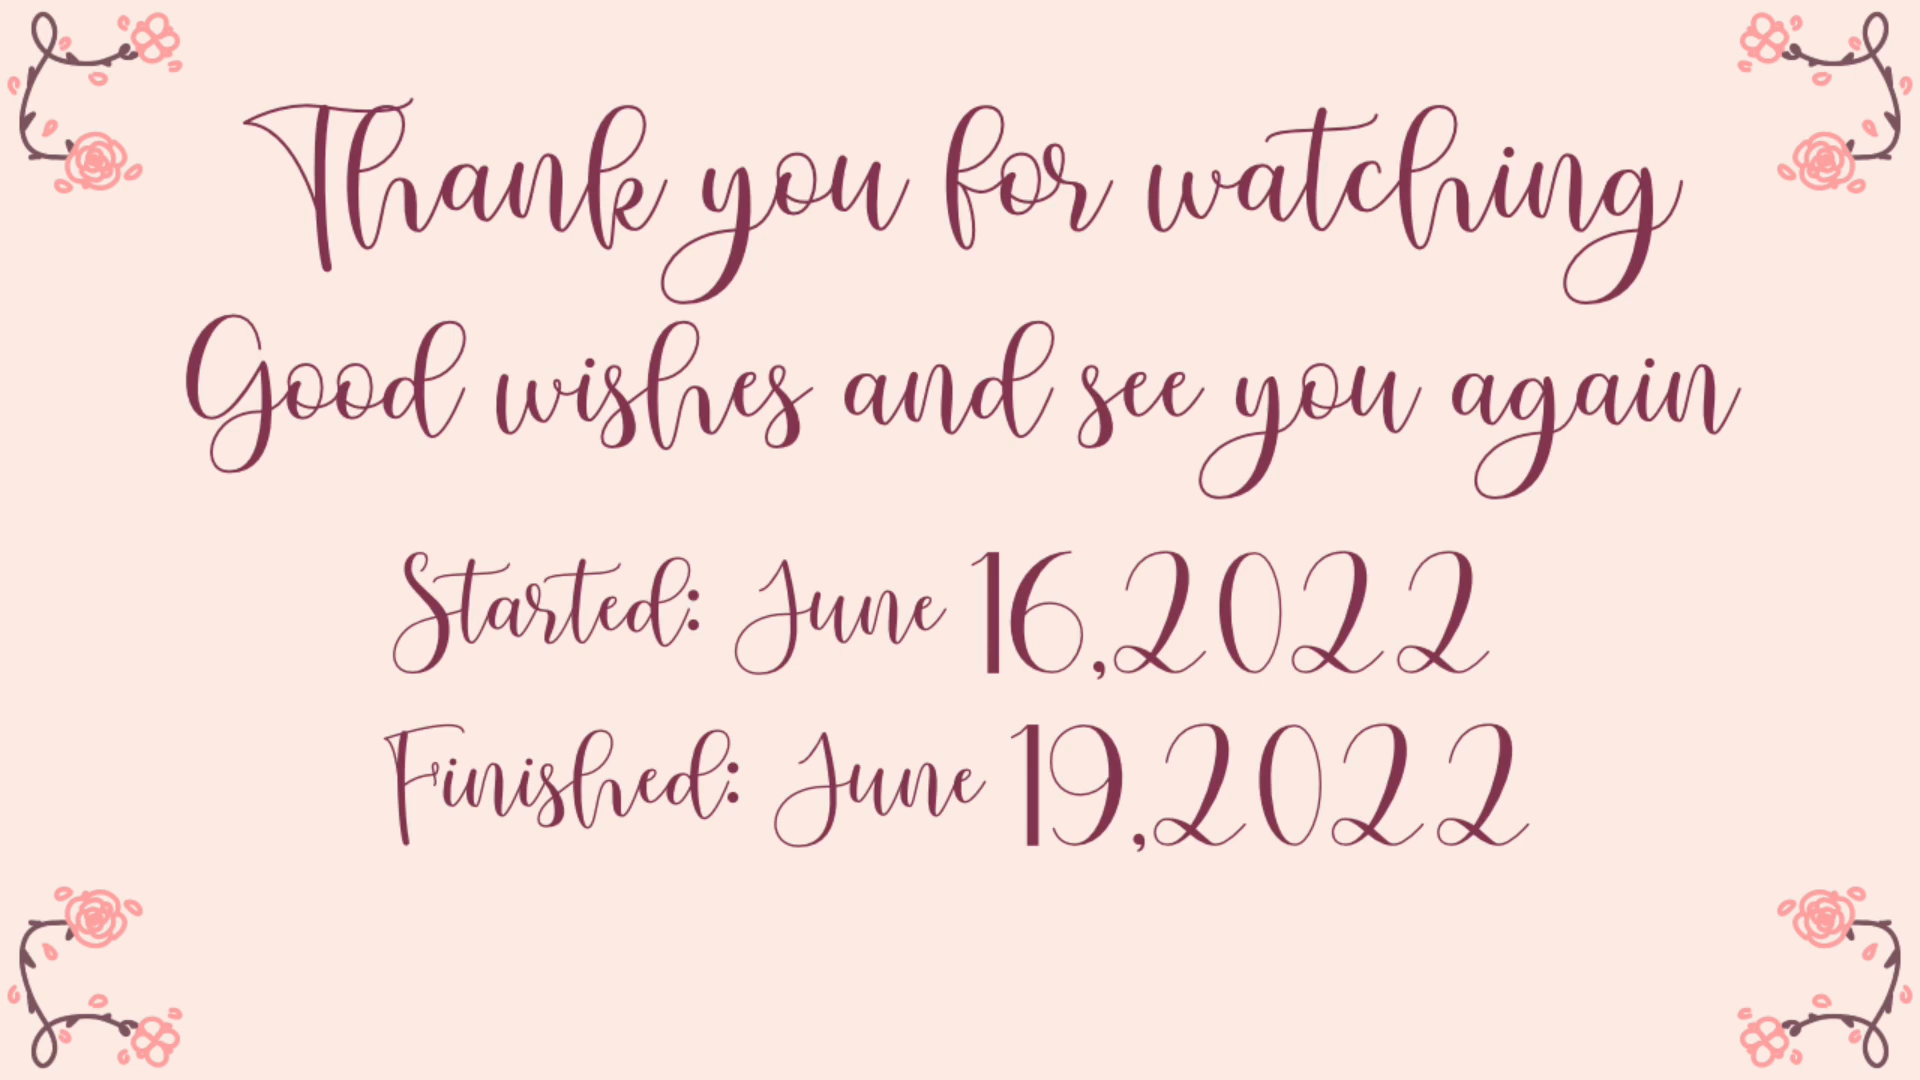 Thank you for watching
Good wishes and see you again
Started: June 16,2022
Finished: June 19,2022